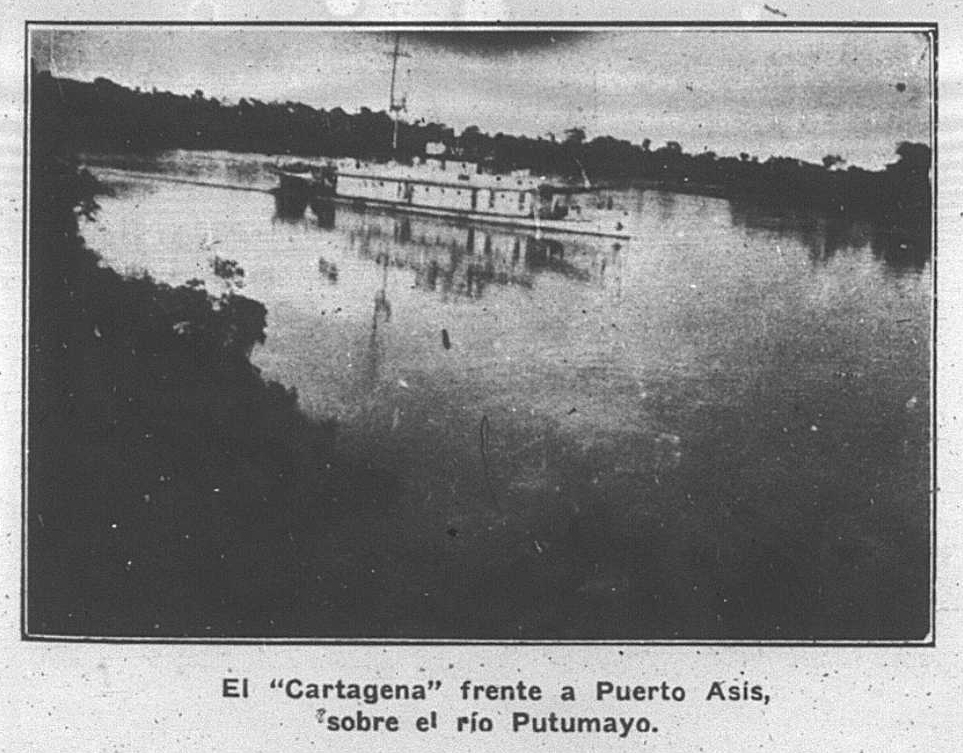 El “Cartagena” frente a Puerto Asís,
sobre el río Putumayo.